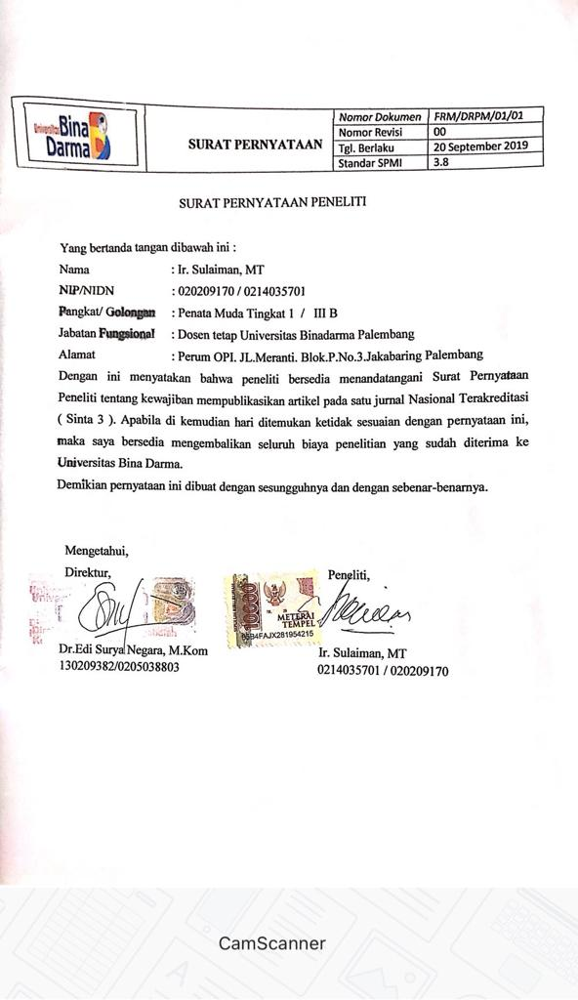 Universitas Bina
Darma
SURAT PERNYATAAN
Nomor Dokumen FRM/DRPM/01/01
Nomor Revisi 00
Tgl. Berlaku 20 September 2019
Standar SPMI 3.8
SURAT PERNYATAAN PENELITI
Yang bertanda tangan dibawah ini :
Nama : Ir. Sulaiman, MT
NIP/NIDN : 020209170 / 0214035701
Pangkat/ Golongan : Penata Muda Tingkat 1 / III B
Jabatan Fungsional : Dosen tetap Universitas Binadarma Palembang
Alamat : Perum OPI. JL.Meranti. Blok.P.No.3.Jakabaring Palembang
Dengan ini menyatakan bahwa peneliti bersedia menandatangani Surat Pernyataan
Peneliti tentang kewajiban mempublikasikan artikel pada satu jurnal Nasional Terakreditasi
( Sinta 3 ). Apabila di kemudian hari ditemukan ketidak sesuaian dengan pernyataan ini,
maka saya bersedia mengembalikan seluruh biaya penelitian yang sudah diterima ke
Universitas Bina Darma.
Demikian pernyataan ini dibuat dengan sesungguhnya dan dengan sebenar-benarnya.
Mengetahui,
Direktur,
Peneliti,
10000
METERAI
TEMPEL
Dr.Edi Surya Negara, M.Kom
130209382/0205038803
Ir. Sulaiman, MT
0214035701 / 020209170
CamScanner